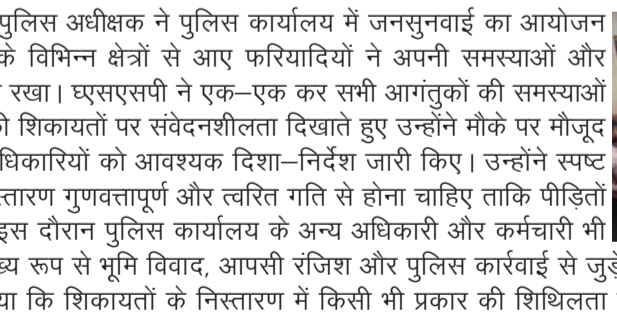 पुलिस अधीक्षक ने पुलिस कार्यालय में जनसुनवाई का आयोजन
के विभिन्न क्षेत्रों से आए फरियादियों ने अपनी समस्याओं और
रखा। घ्एसएसपी ने एक–एक कर सभी आगंतुकों की समस्याओं
शिकायतों पर संवेदनशीलता दिखाते हुए उन्होंने मौके पर मौजूद
धिकारियों को आवश्यक दिशा–निर्देश जारी किए। उन्होंने स्पष्ट
स्तारण गुणवत्तापूर्ण और त्वरित गति से होना चाहिए ताकि पीड़ितों
इस दौरान पुलिस कार्यालय के अन्य अधिकारी और कर्मचारी भी
ख्य रूप से भूमि विवाद, आपसी रंजिश और पुलिस कार्रवाई से जुड़े
या कि शिकायतों के निस्तारण में किसी भी प्रकार की शिथिलता